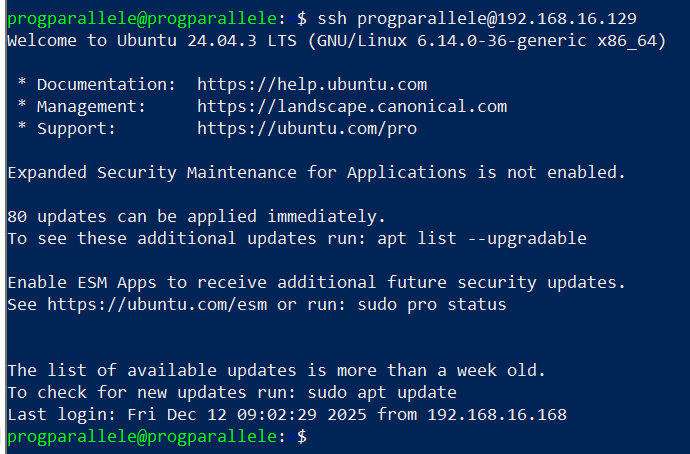 progparallele@progparallele:~$ ssh progparallele@192.168.16.129
Welcome to Ubuntu 24.04.3 LTS (GNU/Linux 6.14.0-36-generic x86_64)
* Documentation:  https://help.ubuntu.com
* Management:     https://landscape.canonical.com
* Support:        https://ubuntu.com/pro
Expanded Security Maintenance for Applications is not enabled.
80 updates can be applied immediately.
To see these additional updates run: apt list --upgradable
Enable ESM Apps to receive additional future security updates.
See https://ubuntu.com/esm or run: sudo pro status
The list of available updates is more than a week old.
To check for new updates run: sudo apt update
Last login: Fri Dec 12 09:02:29 2025 from 192.168.16.168
progparallele@progparallele:~$